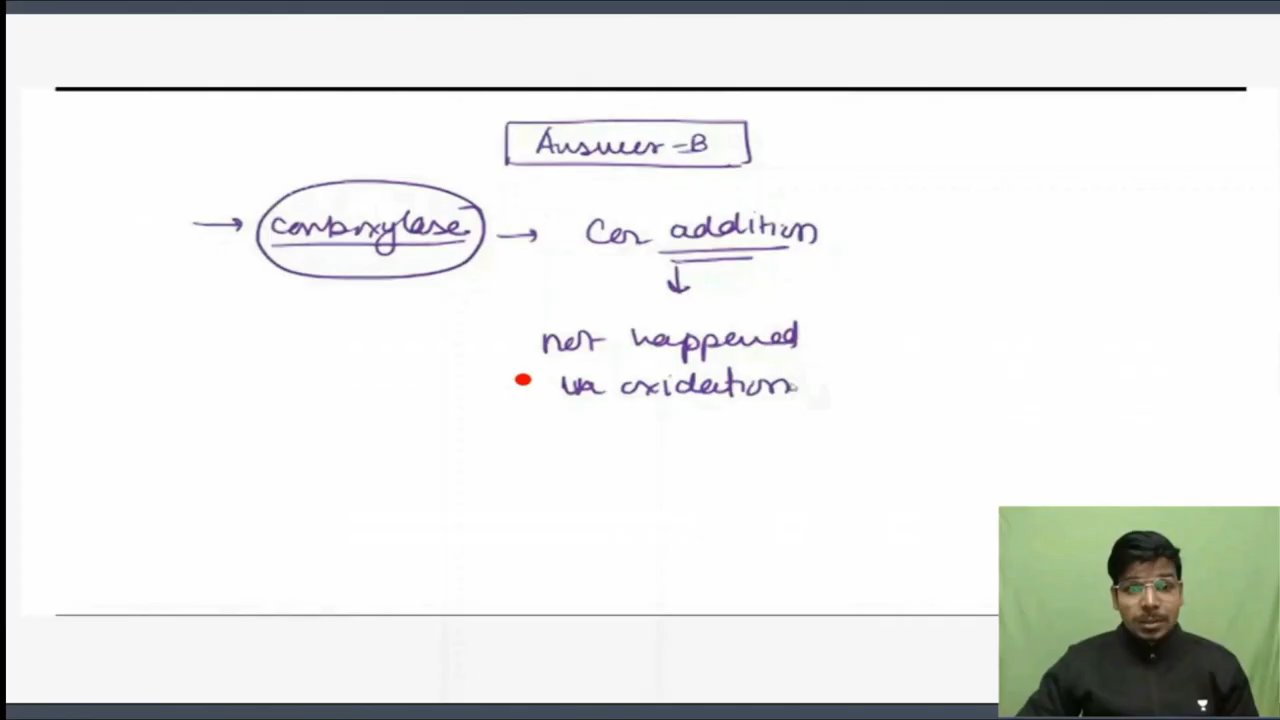 Answer - B
→ carboxylase → CO2 addition
↓
not happened
in oxidation